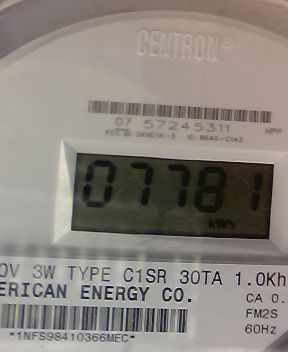 CENTRON®
07 57245311
HPP
07781
kWh
0V 3W TYPE C1SR 30TA 1.0Kh
ERICAN ENERGY CO.
CA 0.
FM2S
60Hz
*1NFS98410366MEC*